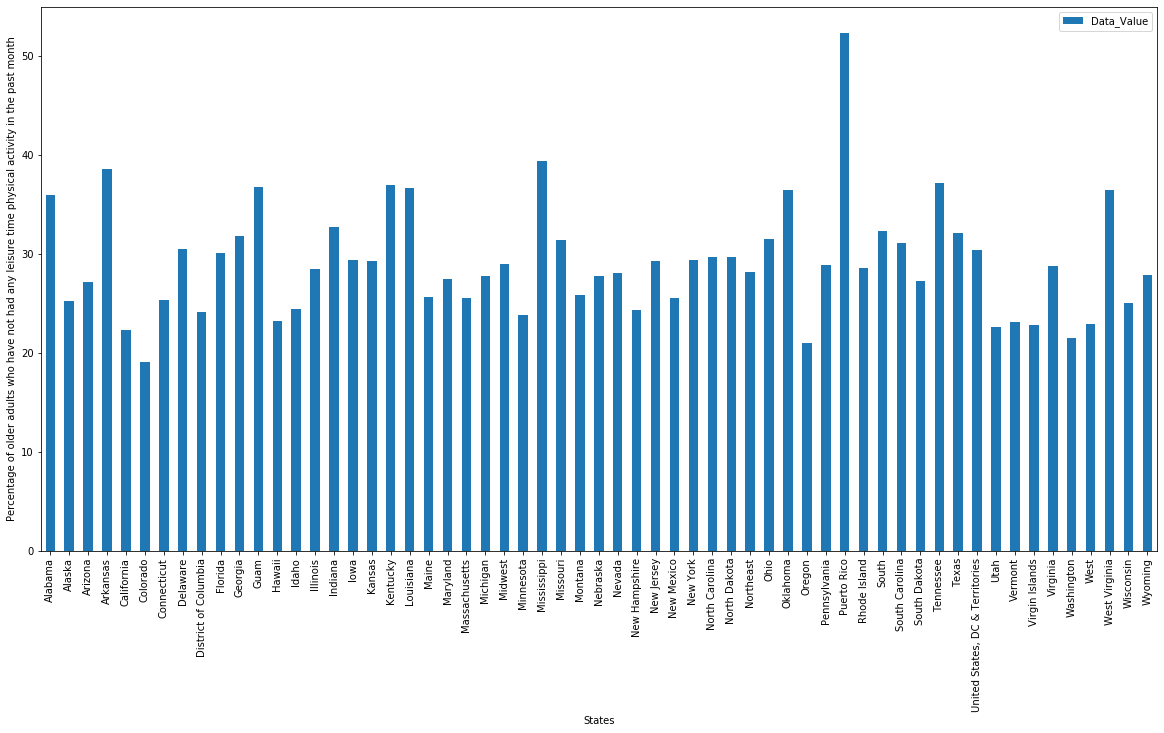 Data_Value
Percentage of older adults who have not had any leisure time physical activity in the past month
50
40
30
20
10
0
Alabama
Alaska
Arizona
Arkansas
California
Colorado
Connecticut
Delaware
District of Columbia
Florida
Georgia
Guam
Hawaii
Idaho
Illinois
Indiana
Iowa
Kansas
Kentucky
Louisiana
Maine
Maryland
Massachusetts
Michigan
Midwest
Minnesota
Mississippi
Missouri
Montana
Nebraska
Nevada
New Hampshire
New Jersey
New Mexico
New York
North Carolina
North Dakota
Northeast
Ohio
Oklahoma
Oregon
Pennsylvania
Puerto Rico
Rhode Island
South
South Carolina
South Dakota
Tennessee
Texas
United States, DC & Territories
Utah
Vermont
Virgin Islands
Virginia
Washington
West
West Virginia
Wisconsin
Wyoming
States